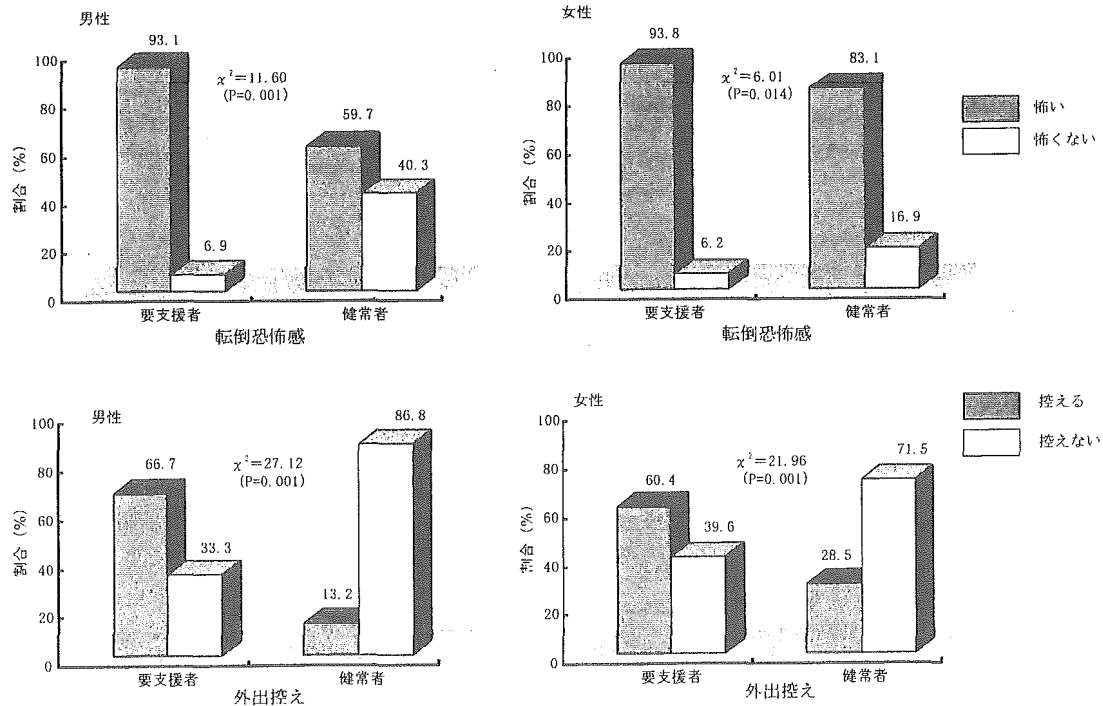 男性
93.1
χ²=11.60
(P=0.001)
59.7
40.3
6.9
割合 (%)
100
80
60
40
20
0
要支援者
健常者
転倒恐怖感
女性
93.8
χ²=6.01
(P=0.014)
83.1
16.9
6.2
割合 (%)
100
80
60
40
20
0
要支援者
健常者
転倒恐怖感
怖い
怖くない
男性
66.7
χ²=27.12
(P=0.001)
86.8
33.3
13.2
割合 (%)
100
80
60
40
20
0
要支援者
健常者
外出控え
女性
60.4
χ²=21.96
(P=0.001)
71.5
39.6
28.5
割合 (%)
100
80
60
40
20
0
要支援者
健常者
外出控え
控える
控えない